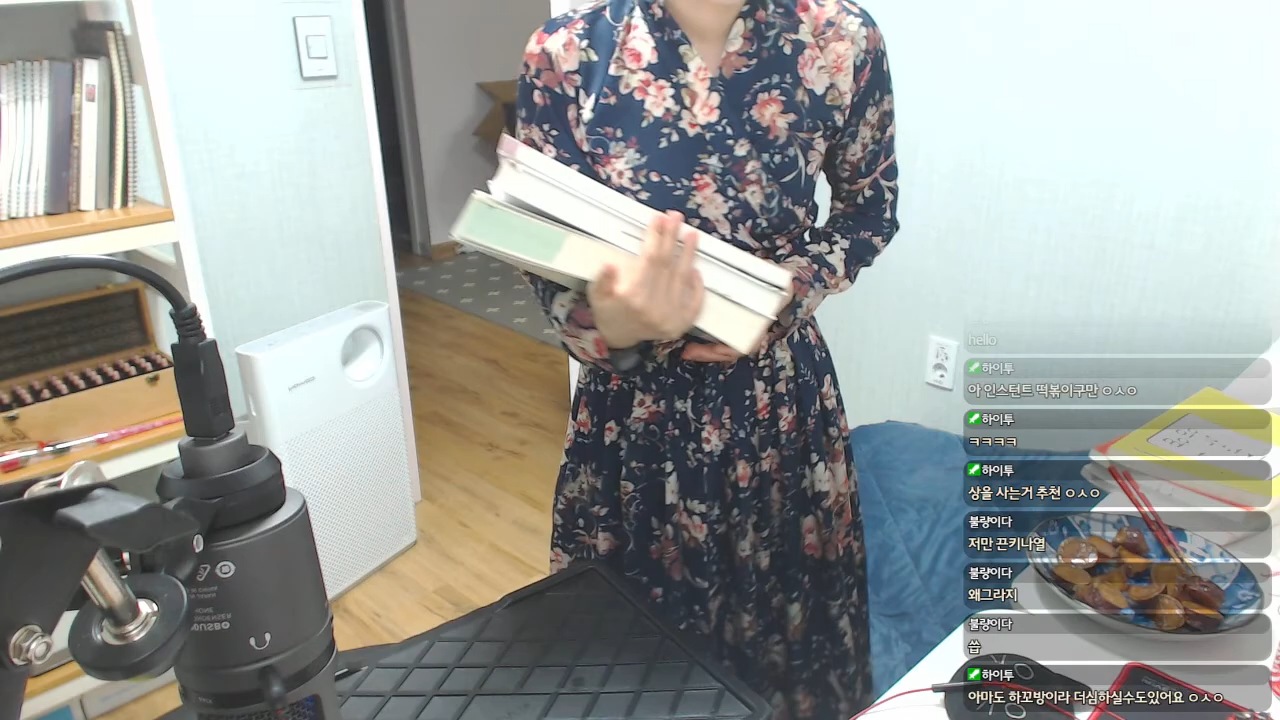 hello
하이투
아 인스턴트 떡볶이구만 ㅇㅅㅇ
하이투
ㅋㅋㅋㅋ
하이투
상을 사는거 추천 ㅇㅅㅇ
불량이다
저만 끈키나열
불량이다
왜그라지
불량이다
씁
하이투
아마도 하꼬방이라 더심하실수도있어요 ㅇㅅㅇ